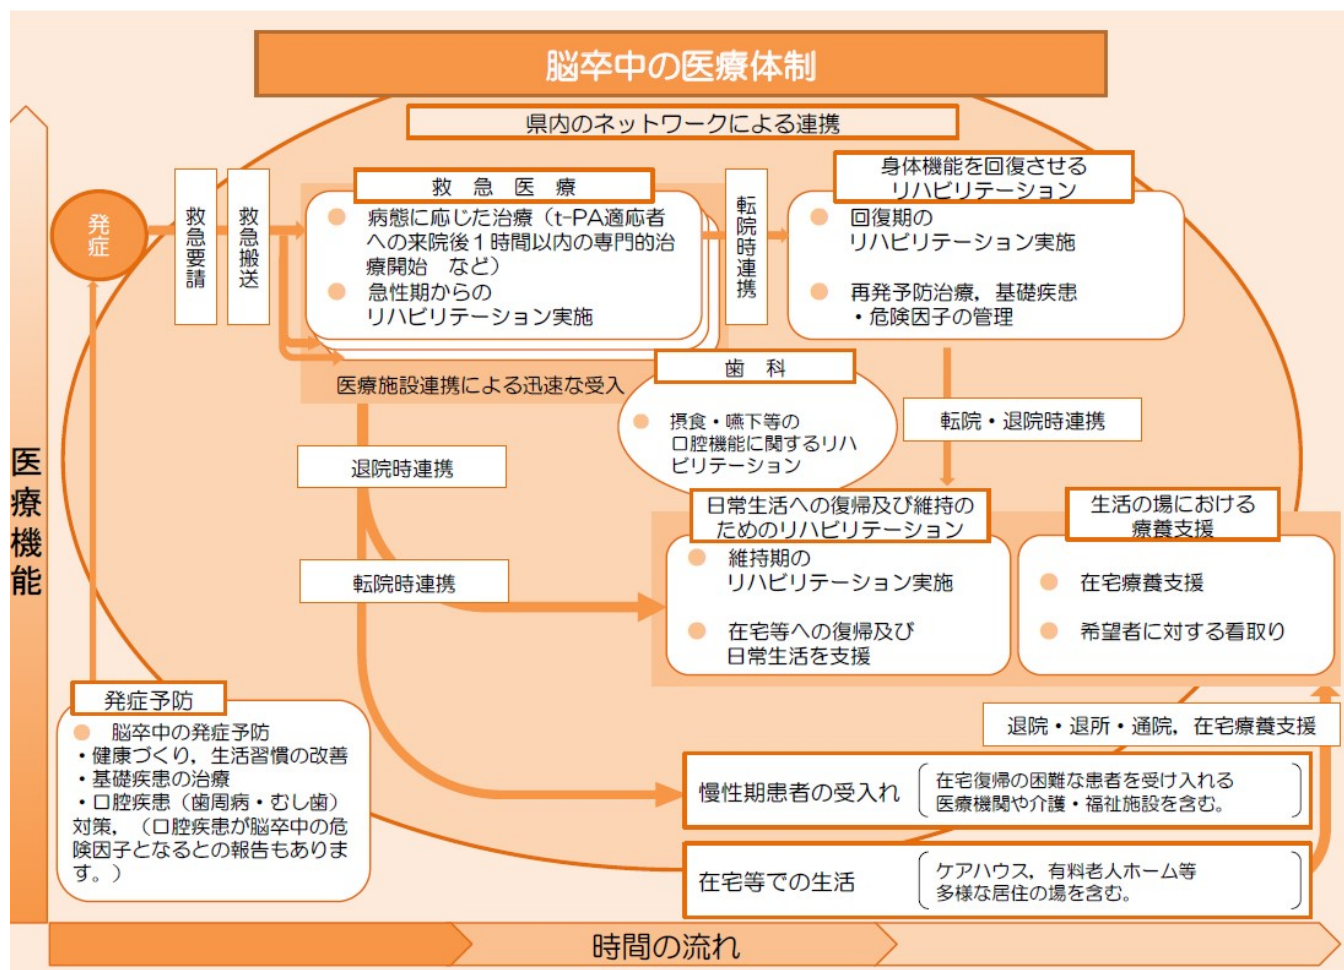 脳卒中の医療体制
県内のネットワークによる連携
医療機能
発症
救急要請
救急搬送
救　急　医　療
● 病態に応じた治療（t-PA適応者
への来院後１時間以内の専門的治
療開始　など）
● 急性期からの
リハビリテーション実施
医療施設連携による迅速な受入
転院時連携
身体機能を回復させる
リハビリテーション
● 回復期の
リハビリテーション実施
● 再発予防治療，基礎疾患
・危険因子の管理
歯　科
● 摂食・嚥下等の
口腔機能に関するリハ
ビリテーション
転院・退院時連携
退院時連携
転院時連携
日常生活への復帰及び維持の
ためのリハビリテーション
● 維持期の
リハビリテーション実施
● 在宅等への復帰及び
日常生活を支援
生活の場における
療養支援
● 在宅療養支援
● 希望者に対する看取り
発症予防
● 脳卒中の発症予防
・健康づくり，生活習慣の改善
・基礎疾患の治療
・口腔疾患（歯周病・むし歯）
対策，（口腔疾患が脳卒中の危
険因子となるとの報告もありま
す。）
退院・退所・通院，在宅療養支援
慢性期患者の受入れ
在宅復帰の困難な患者を受け入れる
医療機関や介護・福祉施設を含む。
在宅等での生活
ケアハウス，有料老人ホーム等
多様な居住の場を含む。
時間の流れ